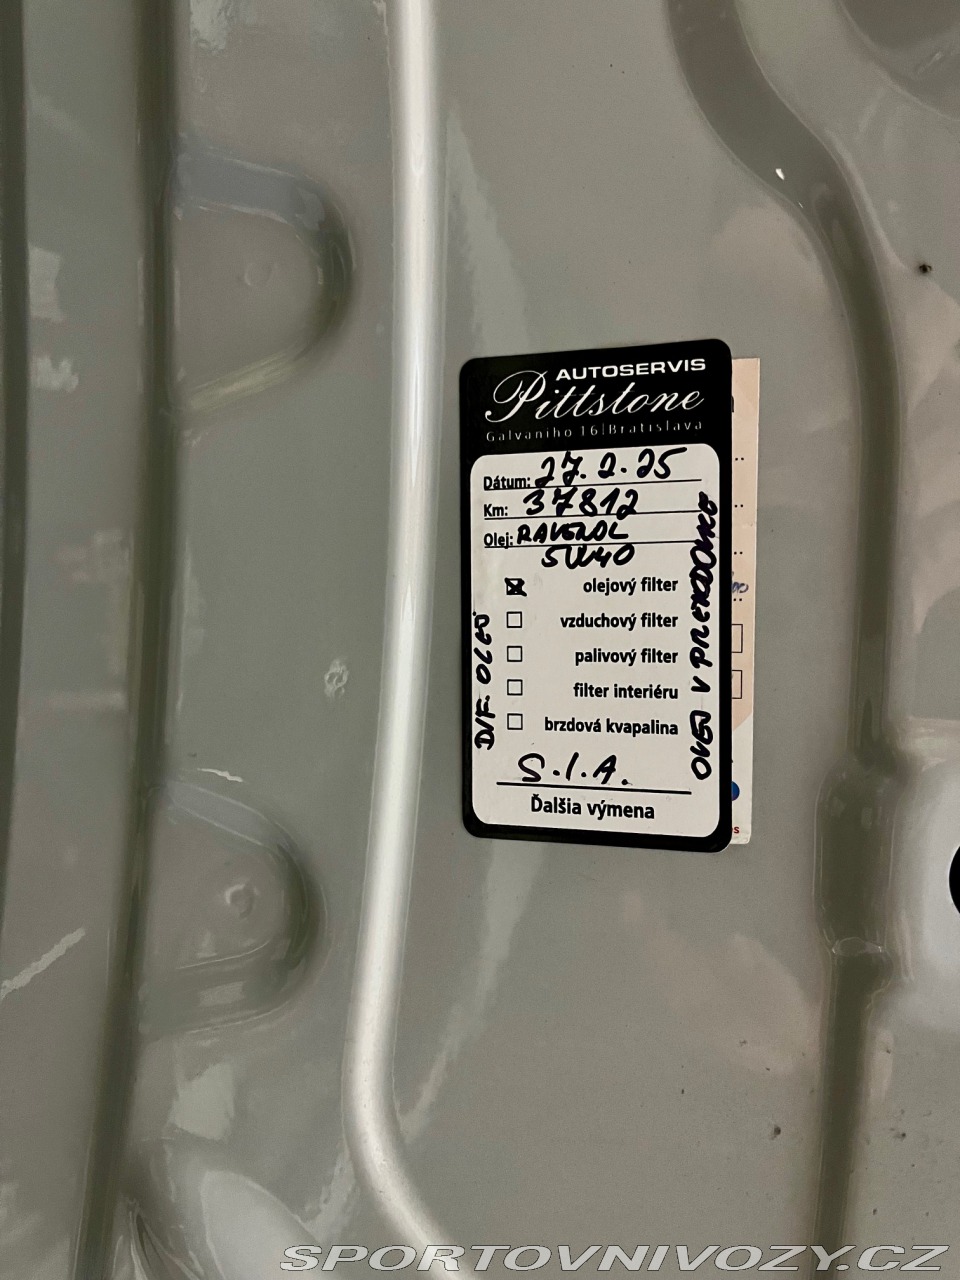 AUTOSERVIS
Pittstone
Galvaniho 16|Bratislava
Dátum: 27.2.25
Km: 37812
Olej: RAVENOL
5W40
olejový filter
vzduchový filter
palivový filter
filter interiéru
brzdová kvapalina
DIF. OLEJ
OLEJ V PREVODOVKE
S.I.A.
Ďalšia výmena
SPORTOVNIVOZY.CZ